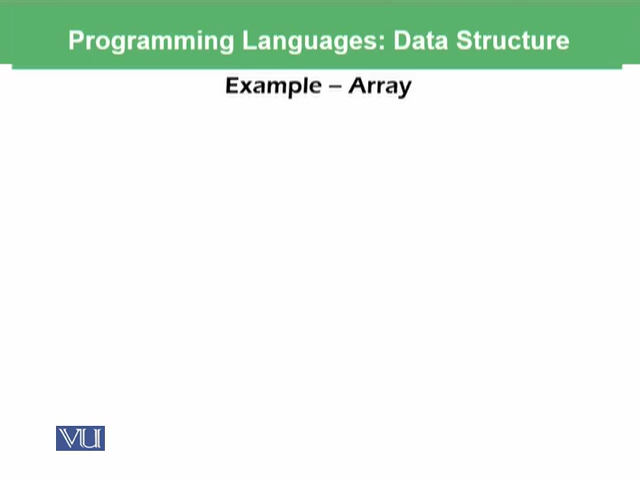 Programming Languages: Data Structure
Example – Array
VU